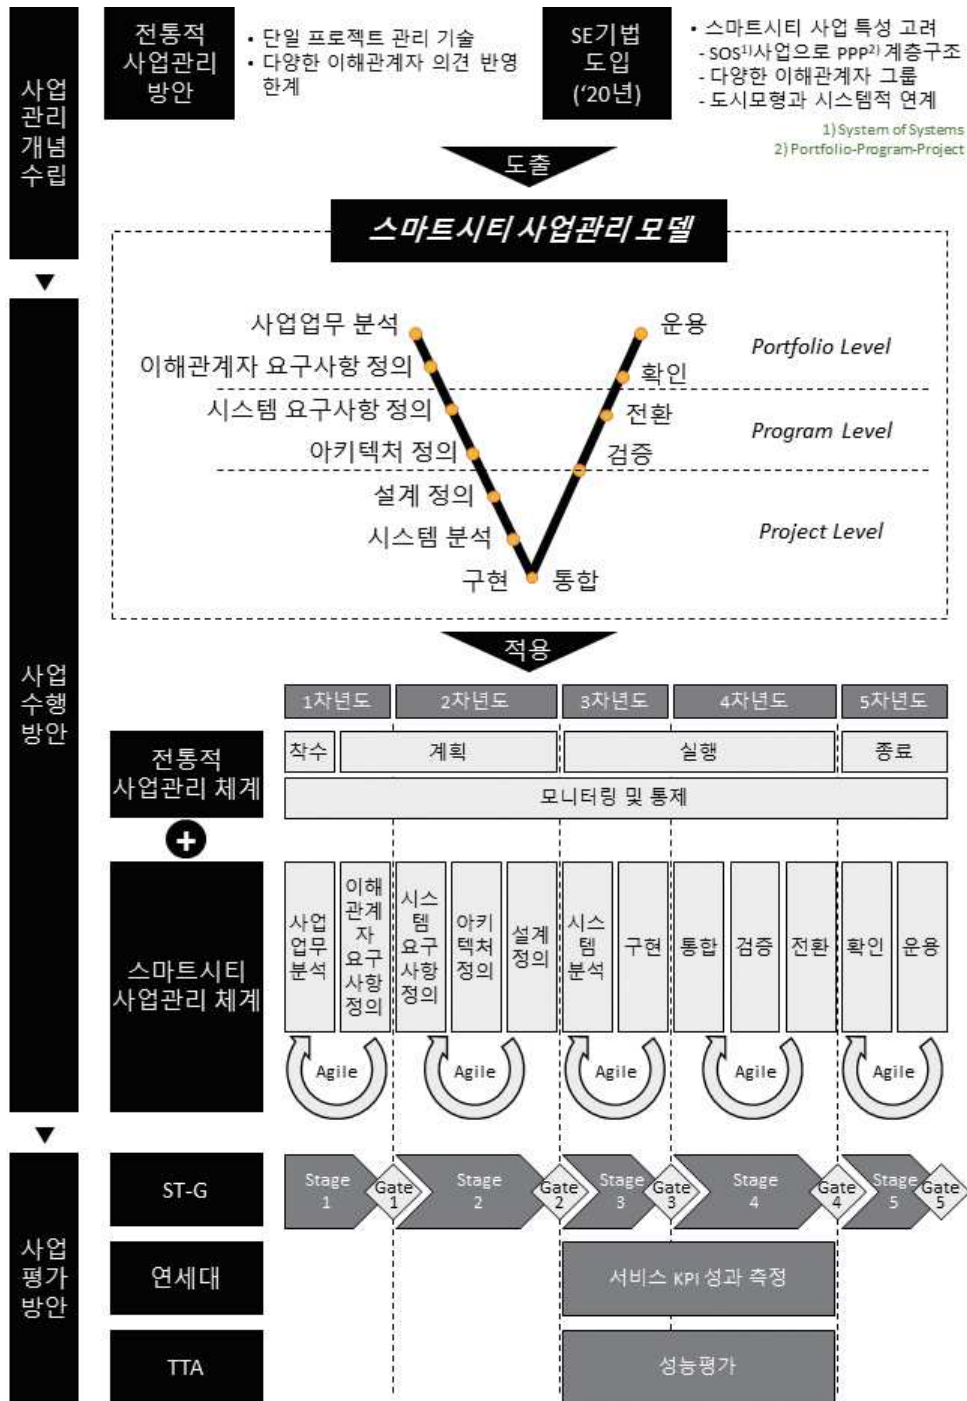 사업
관리
개념
수립
전통적
사업관리
방안
• 단일 프로젝트 관리 기술
• 다양한 이해관계자 의견 반영
한계
SE기법
도입
(‘20년)
• 스마트시티 사업 특성 고려
- SOS1)사업으로 PPP2) 계층구조
- 다양한 이해관계자 그룹
- 도시모형과 시스템적 연계
1) System of Systems
2) Portfolio-Program-Project
도출
스마트시티 사업관리 모델
▼
사업
수행
방안
사업업무 분석
이해관계자 요구사항 정의
시스템 요구사항 정의
아키텍처 정의
설계 정의
시스템 분석
구현
통합
검증
전환
확인
운용
Portfolio Level
Program Level
Project Level
적용
1차년도
2차년도
3차년도
4차년도
5차년도
전통적
사업관리 체계
착수
계획
실행
종료
모니터링 및 통제
+
스마트시티
사업관리 체계
사업
업무
분석
이해
관계
자
요구
사항
정의
시스
템
요구
사항
정의
아키
텍처
정의
설계
정의
시스
템
분석
구현
통합
검증
전환
확인
운용
Agile
Agile
Agile
Agile
Agile
▼
사업
평가
방안
ST-G
Stage
1
Gate
1
Stage
2
Gate
2
Stage
3
Gate
3
Stage
4
Gate
4
Stage
5
Gate
5
연세대
서비스 KPI 성과 측정
TTA
성능평가